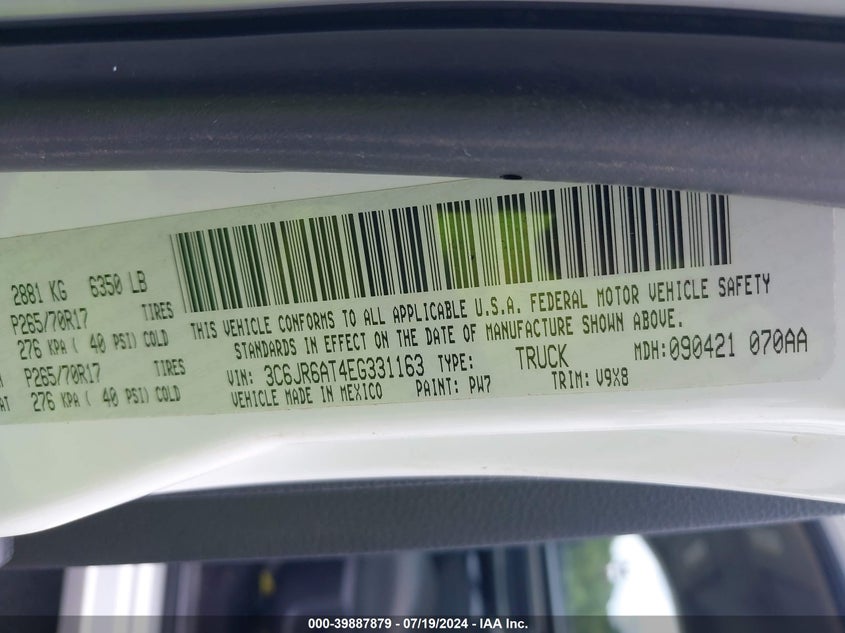 2881 KG 6350 LB
P265/70R17 TIRES
276 KPA ( 40 PSI) COLD
P265/70R17 TIRES
276 KPA ( 40 PSI) COLD
THIS VEHICLE CONFORMS TO ALL APPLICABLE U.S.A. FEDERAL MOTOR VEHICLE SAFETY
STANDARDS IN EFFECT ON THE DATE OF MANUFACTURE SHOWN ABOVE.
VIN: 3C6JR6AT4EG331163 TYPE: TRUCK MDH: 090421 070AA
VEHICLE MADE IN MEXICO PAINT: PW7 TRIM: V9X8
000-39887879 / 07/19/2024 - IAA Inc.